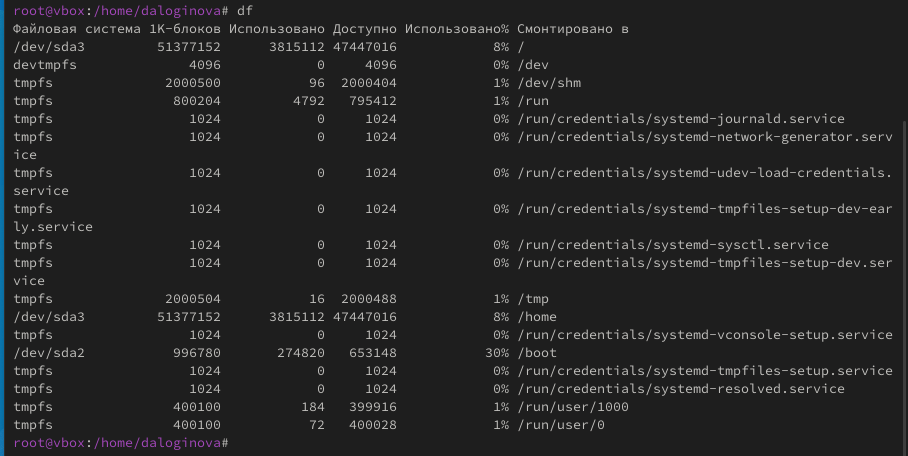 root@vbox:/home/daloginova# df
Файловая система 1K-блоков Использовано Доступно Использовано% Смонтировано в
/dev/sda3 51377152 3815112 47447016 8% /
devtmpfs 4096 0 4096 0% /dev
tmpfs 2000500 96 2000404 1% /dev/shm
tmpfs 800204 4792 795412 1% /run
tmpfs 1024 0 1024 0% /run/credentials/systemd-journald.service
tmpfs 1024 0 1024 0% /run/credentials/systemd-network-generator.serv
ice
tmpfs 1024 0 1024 0% /run/credentials/systemd-udev-load-credentials.
service
tmpfs 1024 0 1024 0% /run/credentials/systemd-tmpfiles-setup-dev-ear
ly.service
tmpfs 1024 0 1024 0% /run/credentials/systemd-sysctl.service
tmpfs 1024 0 1024 0% /run/credentials/systemd-tmpfiles-setup-dev.ser
vice
tmpfs 2000504 16 2000488 1% /tmp
/dev/sda3 51377152 3815112 47447016 8% /home
tmpfs 1024 0 1024 0% /run/credentials/systemd-vconsole-setup.service
/dev/sda2 996780 274820 653148 30% /boot
tmpfs 1024 0 1024 0% /run/credentials/systemd-tmpfiles-setup.service
tmpfs 1024 0 1024 0% /run/credentials/systemd-resolved.service
tmpfs 400100 184 399916 1% /run/user/1000
tmpfs 400100 72 400028 1% /run/user/0
root@vbox:/home/daloginova#